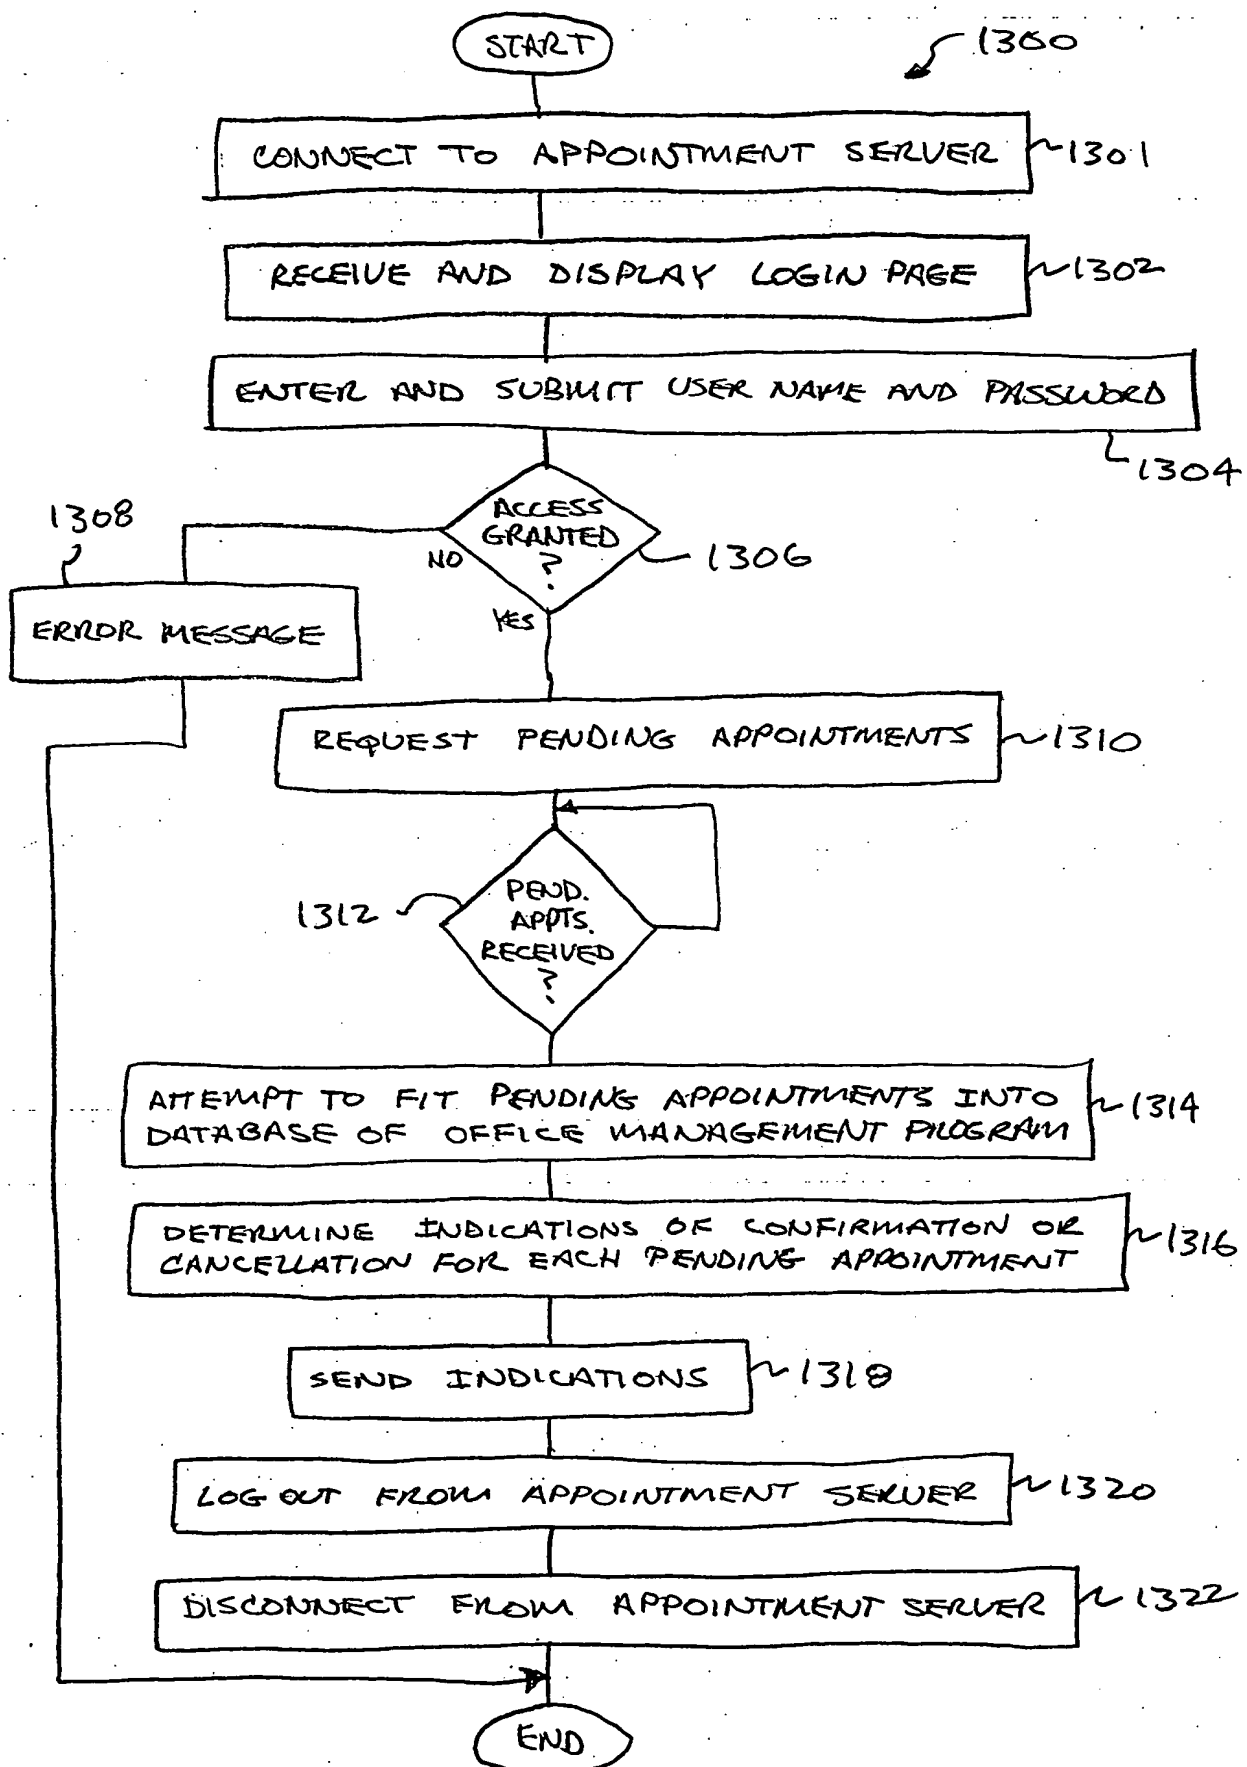 START
1300
CONNECT TO APPOINTMENT SERVER
1301
RECEIVE AND DISPLAY LOGIN PAGE
1302
ENTER AND SUBMIT USER NAME AND PASSWORD
1304
ACCESS
GRANTED
?
1306
NO
YES
1308
ERROR MESSAGE
REQUEST PENDING APPOINTMENTS
1310
1312
PEND.
APPTS.
RECEIVED
?
ATTEMPT TO FIT PENDING APPOINTMENTS INTO
DATABASE OF OFFICE MANAGEMENT PROGRAM
1314
DETERMINE INDICATIONS OF CONFIRMATION OR
CANCELLATION FOR EACH PENDING APPOINTMENT
1316
SEND INDICATIONS
1318
LOG OUT FROM APPOINTMENT SERVER
1320
DISCONNECT FROM APPOINTMENT SERVER
1322
END